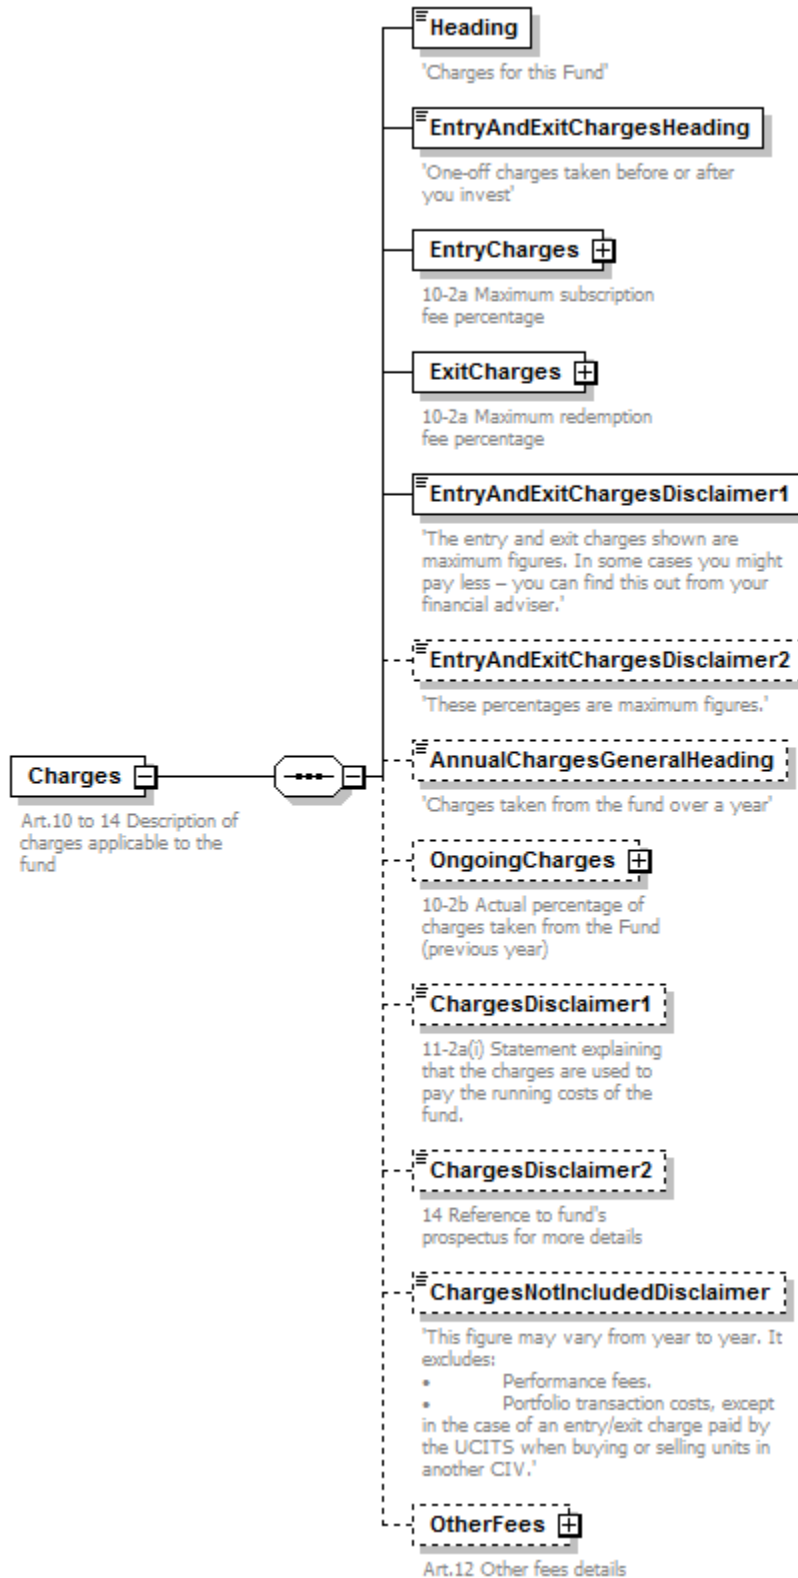 Heading
'Charges for this Fund'
EntryAndExitChargesHeading
'One-off charges taken before or after
you invest'
EntryCharges
10-2a Maximum subscription
fee percentage
ExitCharges
10-2a Maximum redemption
fee percentage
EntryAndExitChargesDisclaimer1
'The entry and exit charges shown are
maximum figures. In some cases you might
pay less – you can find this out from your
financial adviser.'
EntryAndExitChargesDisclaimer2
'These percentages are maximum figures.'
AnnualChargesGeneralHeading
'Charges taken from the fund over a year'
Charges
Art.10 to 14 Description of
charges applicable to the
fund
OngoingCharges
10-2b Actual percentage of
charges taken from the Fund
(previous year)
ChargesDisclaimer1
11-2a(i) Statement explaining
that the charges are used to
pay the running costs of the
fund.
ChargesDisclaimer2
14 Reference to fund's
prospectus for more details
ChargesNotIncludedDisclaimer
'This figure may vary from year to year. It
excludes:
• Performance fees.
• Portfolio transaction costs, except
in the case of an entry/exit charge paid by
the UCITS when buying or selling units in
another CIV.'
OtherFees
Art.12 Other fees details